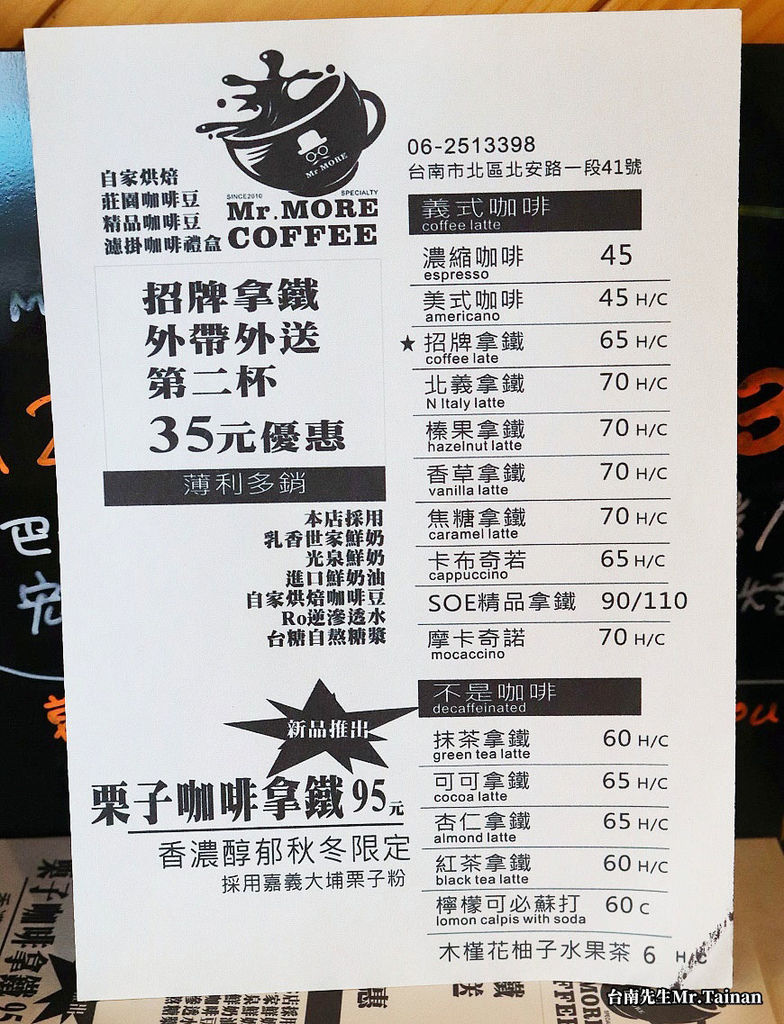 自家烘焙
莊園咖啡豆
精品咖啡豆
濾掛咖啡禮盒
Mr MORE
SINCE2010 SPECIALTY
Mr.MORE
COFFEE
招牌拿鐵
外帶外送
第二杯
35元優惠
薄利多銷
本店採用
乳香世家鮮奶
光泉鮮奶
進口鮮奶油
自家烘焙咖啡豆
Ro逆滲透水
台糖自熬糖漿
新品推出
栗子咖啡拿鐵95元
香濃醇郁秋冬限定
採用嘉義大埔栗子粉
06-2513398
台南市北區北安路一段41號
義式咖啡
coffee latte
濃縮咖啡 45
espresso
美式咖啡 45 H/C
americano
★招牌拿鐵 65 H/C
coffee late
北義拿鐵 70 H/C
N Italy latte
榛果拿鐵 70 H/C
hazelnut latte
香草拿鐵 70 H/C
vanilla latte
焦糖拿鐵 70 H/C
caramel latte
卡布奇若 65 H/C
cappuccino
SOE精品拿鐵 90/110
摩卡奇諾 70 H/C
mocaccino
不是咖啡
decaffeinated
抹茶拿鐵 60 H/C
green tea latte
可可拿鐵 65 H/C
cocoa latte
杏仁拿鐵 65 H/C
almond latte
紅茶拿鐵 60 H/C
black tea latte
檸檬可必蘇打 60 C
lomon calpis with soda
木槿花柚子水果茶 6 H/C
栗子咖啡拿鐵95
台南先生Mr.Tainan